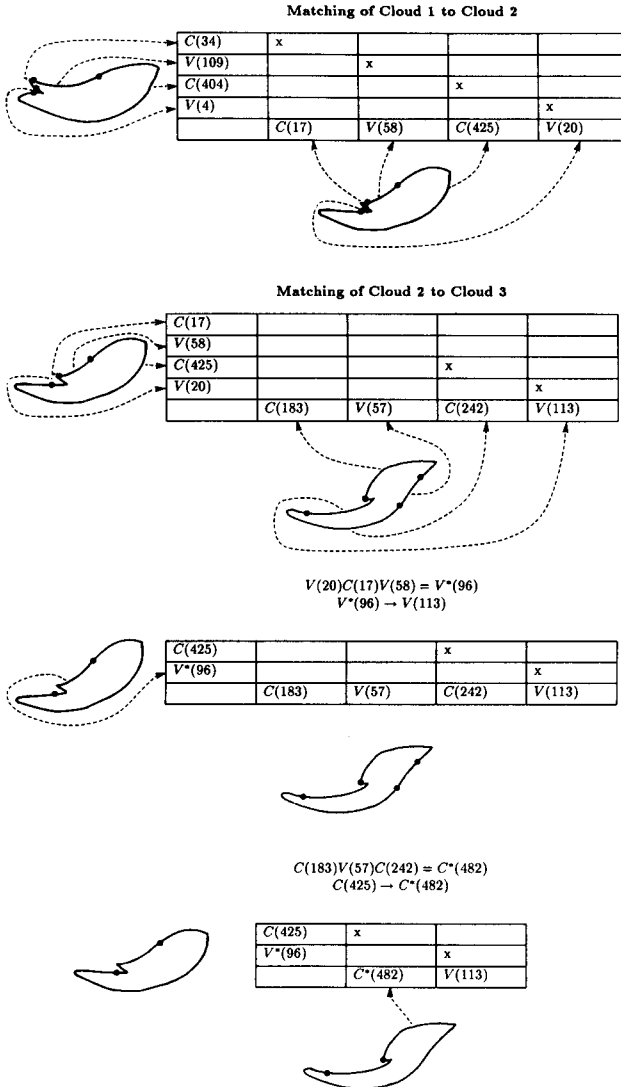 Matching of Cloud 1 to Cloud 2
C(34) x
V(109) x
C(404) x
V(4) x
C(17) V(58) C(425) V(20)
Matching of Cloud 2 to Cloud 3
C(17)
V(58)
C(425) x
V(20) x
C(183) V(57) C(242) V(113)
V(20)C(17)V(58) = V*(96)
V*(96) → V(113)
C(425) x
V*(96) x
C(183) V(57) C(242) V(113)
C(183)V(57)C(242) = C*(482)
C(425) → C*(482)
C(425) x
V*(96) x
C*(482) V(113)